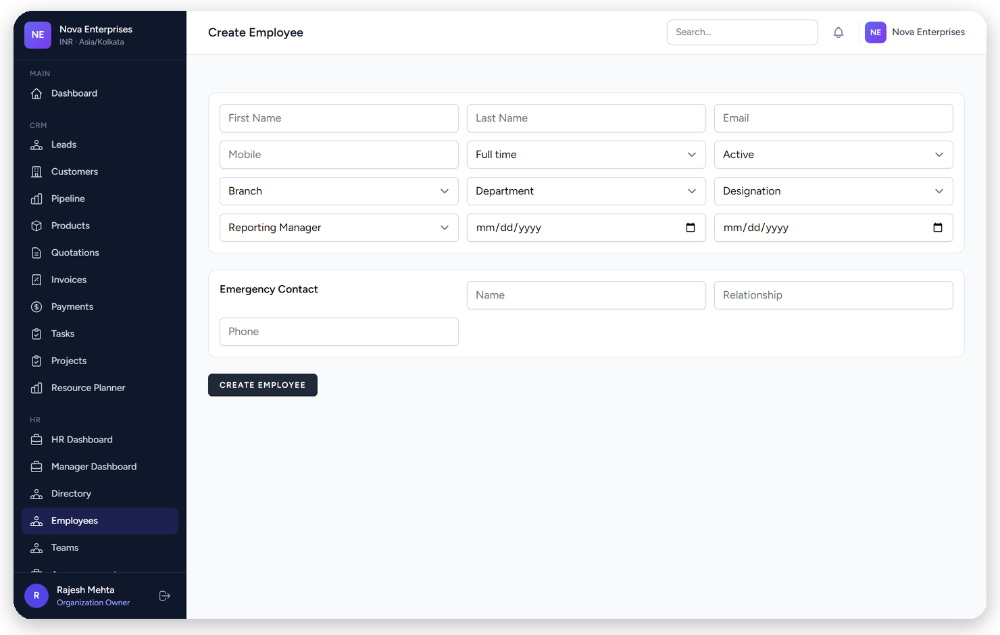 NE
Nova Enterprises
INR · Asia/Kolkata
MAIN
Dashboard
CRM
Leads
Customers
Pipeline
Products
Quotations
Invoices
Payments
Tasks
Projects
Resource Planner
HR
HR Dashboard
Manager Dashboard
Directory
Employees
Teams
R
Rajesh Mehta
Organization Owner
Create Employee
Search...
NE
Nova Enterprises
First Name
Last Name
Email
Mobile
Full time
Active
Branch
Department
Designation
Reporting Manager
mm/dd/yyyy
mm/dd/yyyy
Emergency Contact
Name
Relationship
Phone
CREATE EMPLOYEE